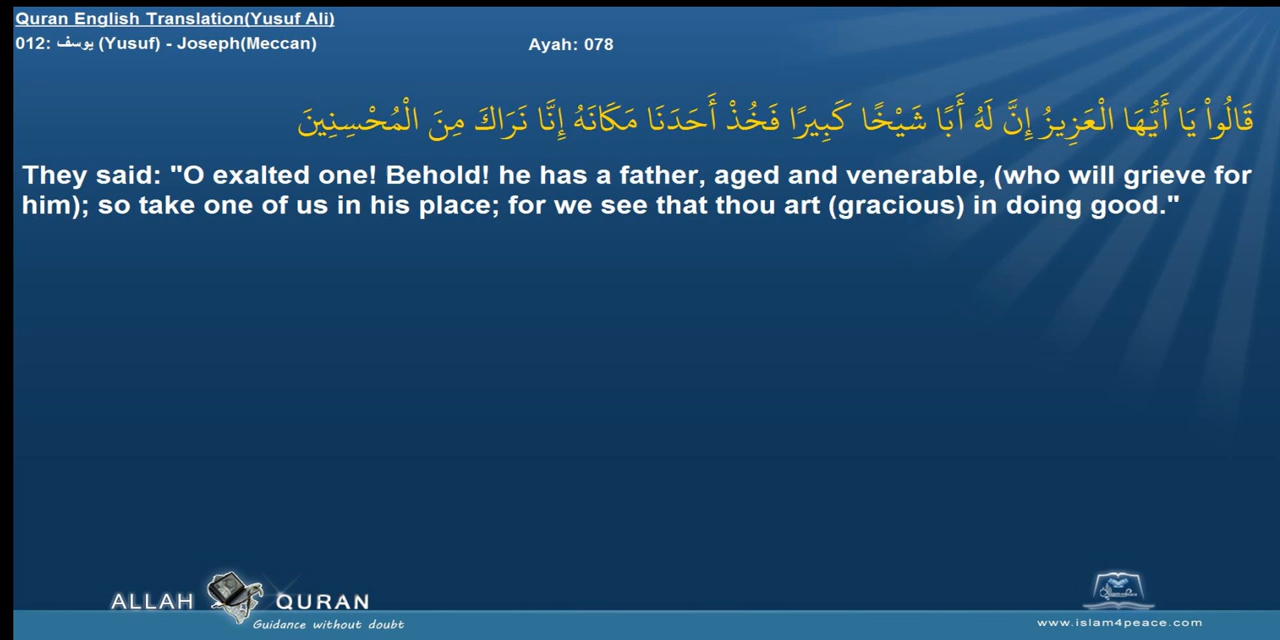 Quran English Translation(Yusuf Ali)
012: يوسف (Yusuf) - Joseph(Meccan)
Ayah: 078
قَالُواْ يَا أَيُّهَا الْعَزِيزُ إِنَّ لَهُ أَبًا شَيْخًا كَبِيرًا فَخُذْ أَحَدَنَا مَكَانَهُ إِنَّا نَرَاكَ مِنَ الْمُحْسِنِينَ
They said: "O exalted one! Behold! he has a father, aged and venerable, (who will grieve for
him); so take one of us in his place; for we see that thou art (gracious) in doing good."
ALLAH QURAN
Guidance without doubt
www.islam4peace.com